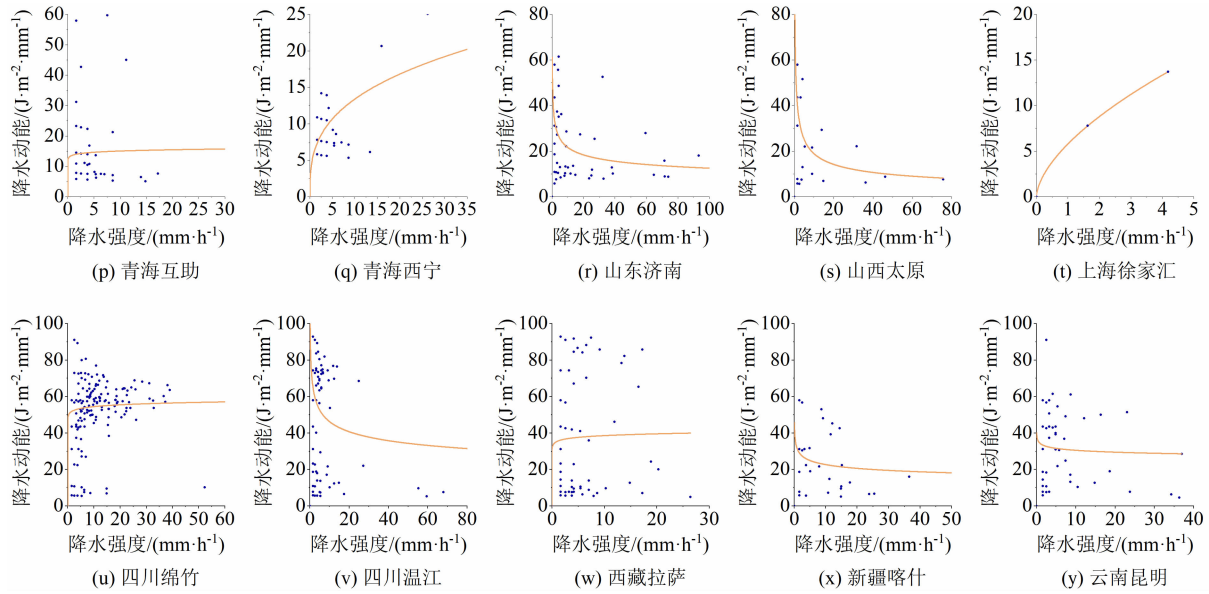 降水动能/(J·m⁻²·mm⁻¹)
60
50
40
30
20
10
0
0 5 10 15 20 25 30
降水强度/(mm·h⁻¹)
(p) 青海互助
降水动能/(J·m⁻²·mm⁻¹)
25
20
15
10
5
0
0 5 10 15 20 25 30 35
降水强度/(mm·h⁻¹)
(q) 青海西宁
降水动能/(J·m⁻²·mm⁻¹)
80
60
40
20
0
0 20 40 60 80 100
降水强度/(mm·h⁻¹)
(r) 山东济南
降水动能/(J·m⁻²·mm⁻¹)
80
60
40
20
0
0 20 40 60 80
降水强度/(mm·h⁻¹)
(s) 山西太原
降水动能/(J·m⁻²·mm⁻¹)
20
15
10
5
0
0 1 2 3 4 5
降水强度/(mm·h⁻¹)
(t) 上海徐家汇
降水动能/(J·m⁻²·mm⁻¹)
100
80
60
40
20
0
0 10 20 30 40 50 60
降水强度/(mm·h⁻¹)
(u) 四川绵竹
降水动能/(J·m⁻²·mm⁻¹)
100
80
60
40
20
0
0 20 40 60 80
降水强度/(mm·h⁻¹)
(v) 四川温江
降水动能/(J·m⁻²·mm⁻¹)
100
80
60
40
20
0
0 10 20 30
降水强度/(mm·h⁻¹)
(w) 西藏拉萨
降水动能/(J·m⁻²·mm⁻¹)
100
80
60
40
20
0
0 10 20 30 40 50
降水强度/(mm·h⁻¹)
(x) 新疆喀什
降水动能/(J·m⁻²·mm⁻¹)
100
80
60
40
20
0
0 10 20 30 40
降水强度/(mm·h⁻¹)
(y) 云南昆明